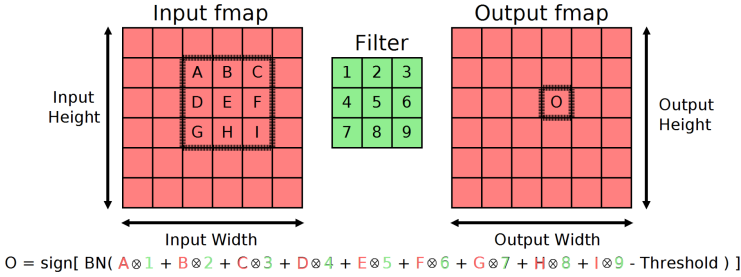 Input fmap
Output fmap
Filter
Input
Height
A B C
D E F
G H I
1 2 3
4 5 6
7 8 9
O
Output
Height
Input Width
Output Width
O = sign[ BN( A⊗1 + B⊗2 + C⊗3 + D⊗4 + E⊗5 + F⊗6 + G⊗7 + H⊗8 + I⊗9 - Threshold ) ]